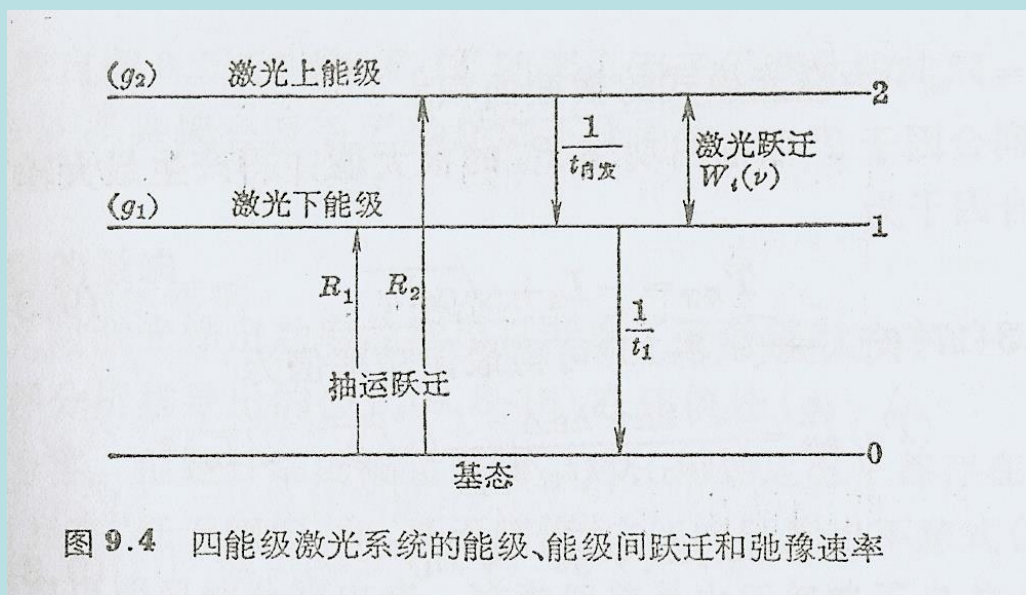 (g₂) 激光上能级
2
1
t自发
激光跃迁
Wᵢ(ν)
(g₁) 激光下能级
1
R₁
R₂
1
t₁
抽运跃迁
0
基态
图 9.4 四能级激光系统的能级、能级间跃迁和弛豫速率